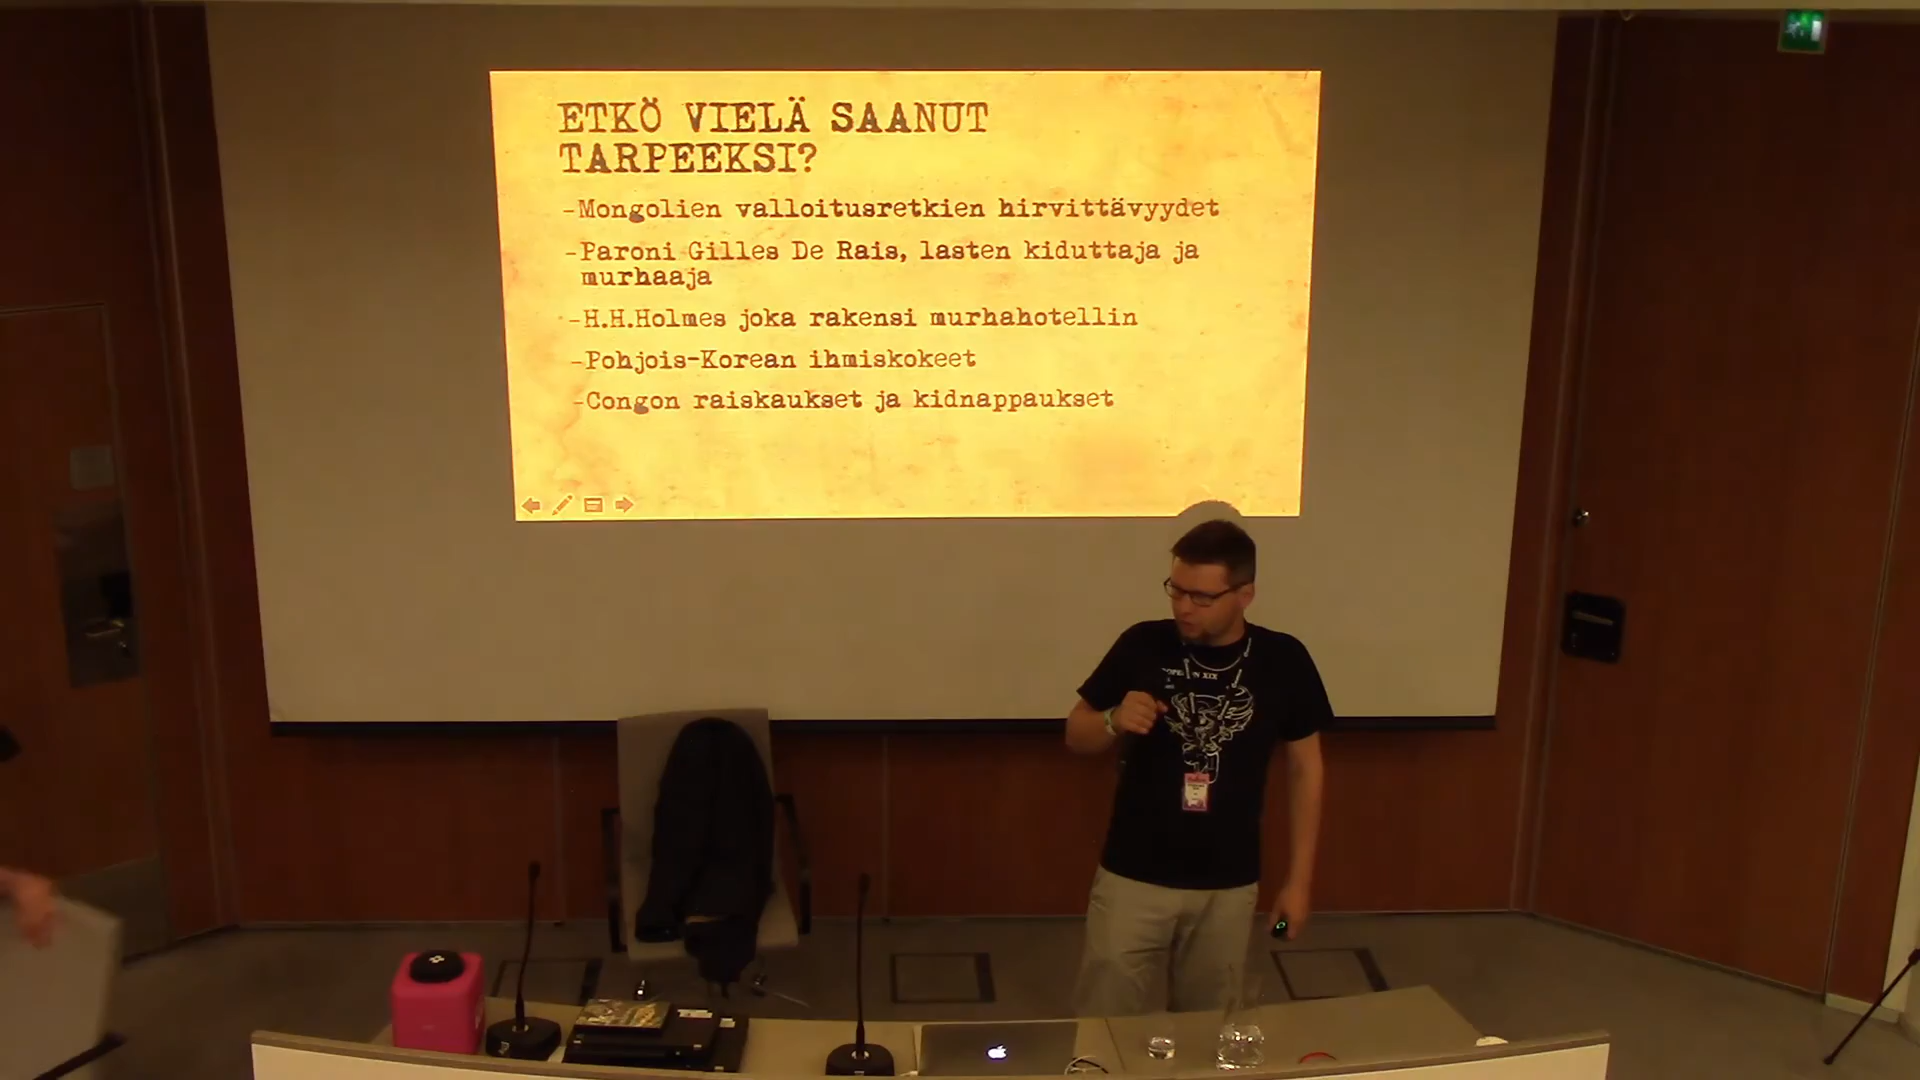 ETKÖ VIELÄ SAANUT
TARPEEKSI?
-Mongolien valloitusretkien hirvittävyydet
-Paroni Gilles De Rais, lasten kiduttaja ja
murhaaja
-H.H.Holmes joka rakensi murhahotellin
-Pohjois-Korean ihmiskokeet
-Congon raiskaukset ja kidnappaukset
XIX